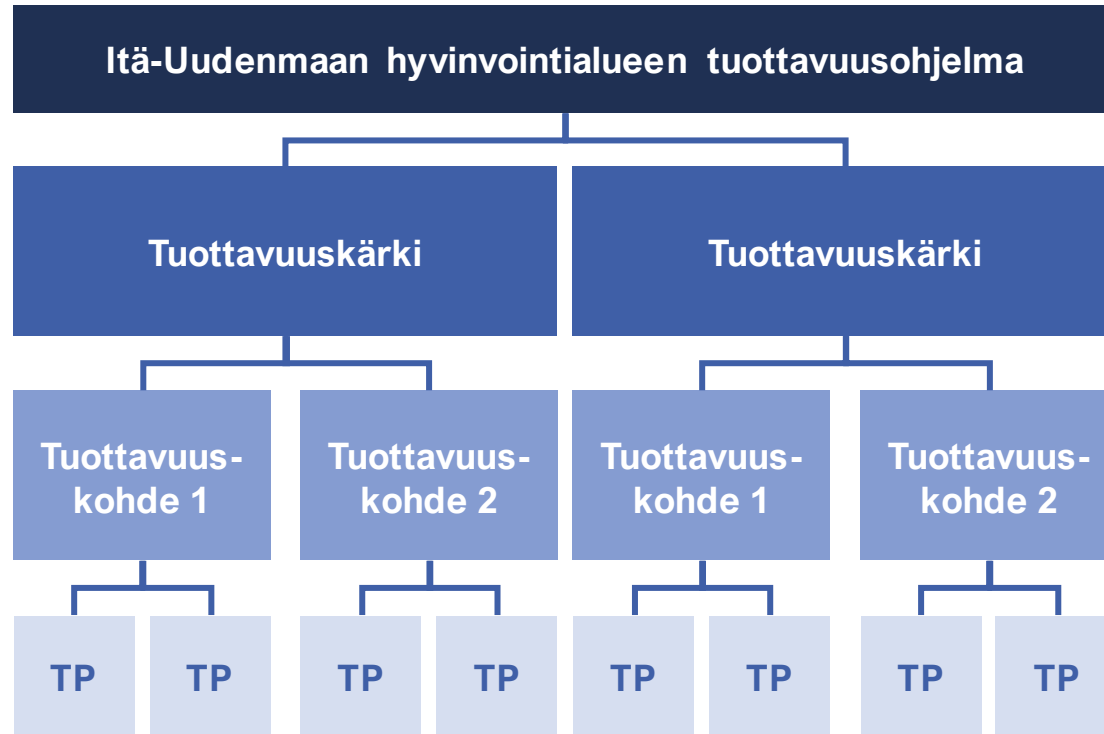 Itä-Uudenmaan hyvinvointialueen tuottavuusohjelma
Tuottavuuskärki
Tuottavuuskärki
Tuottavuus-
kohde 1
Tuottavuus-
kohde 2
Tuottavuus-
kohde 1
Tuottavuus-
kohde 2
TP
TP
TP
TP
TP
TP
TP
TP